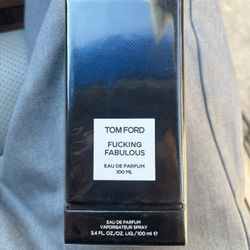 TOM FORD
FUCKING
FABULOUS
EAU DE PARFUM
100 ML
EAU DE PARFUM
VAPORISATEUR SPRAY
3.4 FL. OZ./OZ. LIQ./100 ml ℮